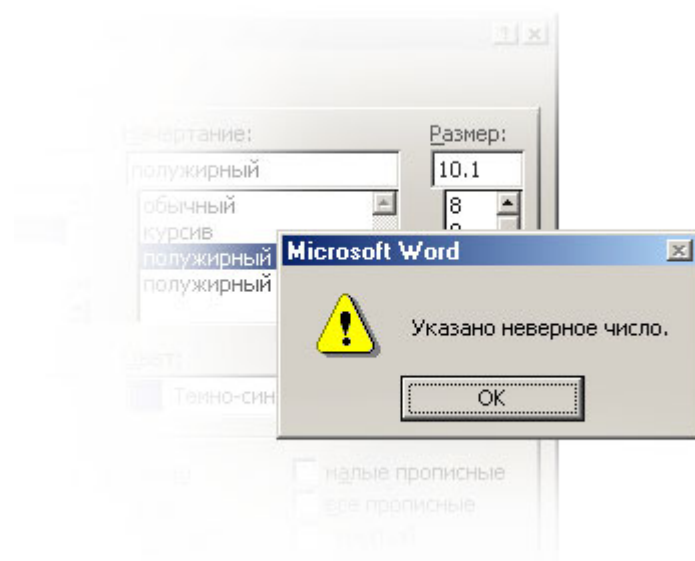 Начертание:
Размер:
полужирный
10.1
обычный
8
курсив
полужирный
полужирный
Microsoft Word
Указано неверное число.
OK
Цвет:
Темно-син
малые прописные
все прописные